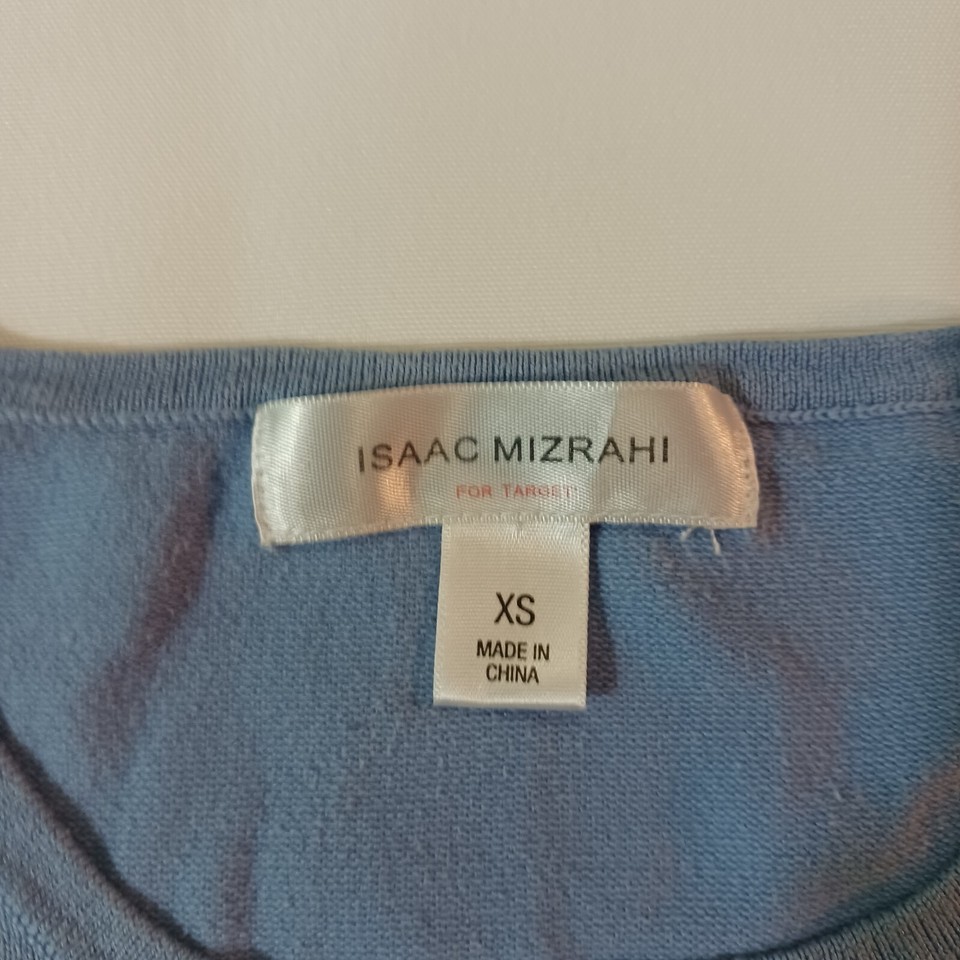 ISAAC MIZRAHI
FOR TARGET
XS
MADE IN
CHINA